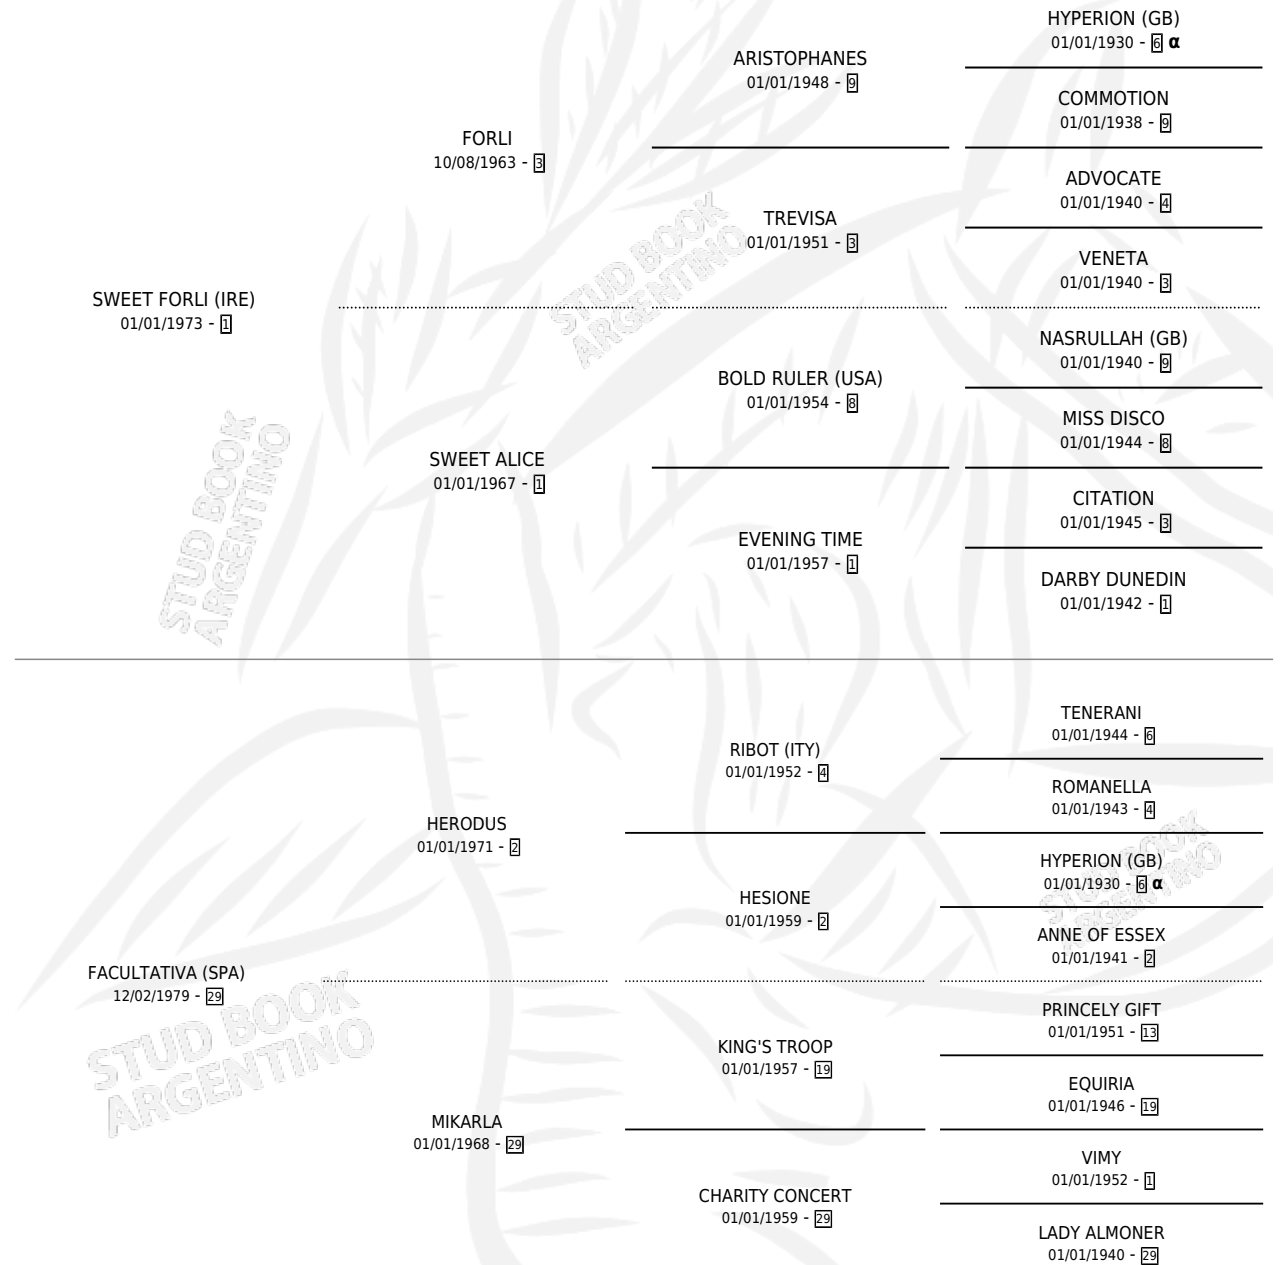 HYPERION (GB)
01/01/1930 - 6 α
ARISTOPHANES
01/01/1948 - 9
COMMOTION
01/01/1938 - 9
FORLI
10/08/1963 - 3
ADVOCATE
01/01/1940 - 4
TREVISA
01/01/1951 - 3
VENETA
01/01/1940 - 3
SWEET FORLI (IRE)
01/01/1973 - 1
NASRULLAH (GB)
01/01/1940 - 9
BOLD RULER (USA)
01/01/1954 - 8
MISS DISCO
01/01/1944 - 8
SWEET ALICE
01/01/1967 - 1
CITATION
01/01/1945 - 3
EVENING TIME
01/01/1957 - 1
DARBY DUNEDIN
01/01/1942 - 1
TENERANI
01/01/1944 - 6
RIBOT (ITY)
01/01/1952 - 4
ROMANELLA
01/01/1943 - 4
HERODUS
01/01/1971 - 2
HYPERION (GB)
01/01/1930 - 6 α
HESIONE
01/01/1959 - 2
ANNE OF ESSEX
01/01/1941 - 2
FACULTATIVA (SPA)
12/02/1979 - 29
PRINCELY GIFT
01/01/1951 - 13
KING'S TROOP
01/01/1957 - 19
EQUIRIA
01/01/1946 - 19
MIKARLA
01/01/1968 - 29
VIMY
01/01/1952 - 1
CHARITY CONCERT
01/01/1959 - 29
LADY ALMONER
01/01/1940 - 29
STUD BOOK
ARGENTINO
STUD BOOK
ARGENTINO
STUD BOOK
ARGENTINO
STUD BOOK
ARGENTINO